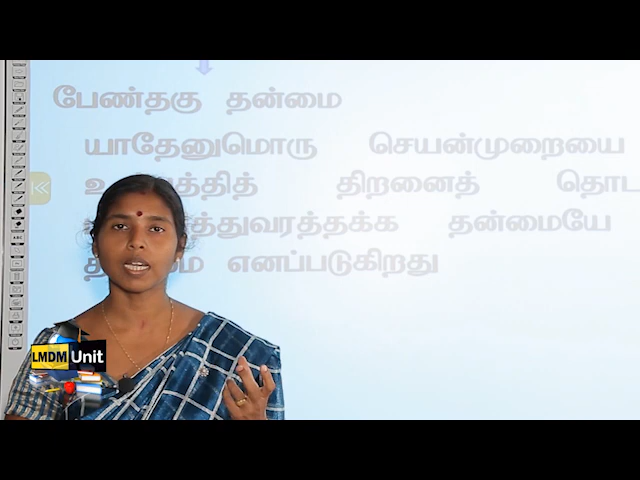 பேண்தகு தன்மை
யாதேனுமொரு செயன்முறையை
திறனைத்
தன்மையே
எனப்படுகிறது
LMDM Unit